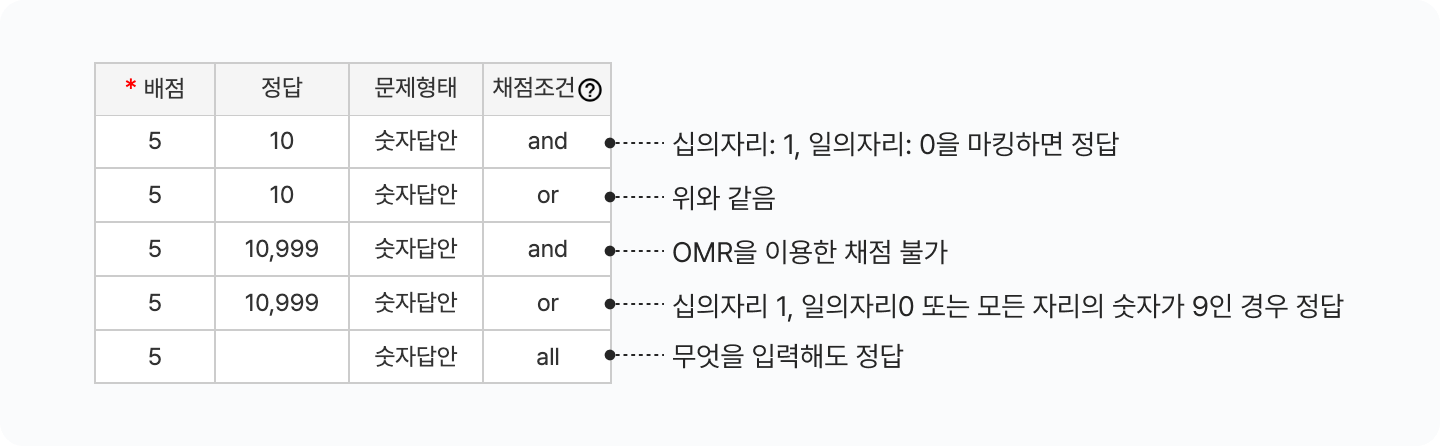 * 배점 정답 문제형태 채점조건?
5 10 숫자답안 and 십의자리: 1, 일의자리: 0을 마킹하면 정답
5 10 숫자답안 or 위와 같음
5 10,999 숫자답안 and OMR을 이용한 채점 불가
5 10,999 숫자답안 or 십의자리 1, 일의자리0 또는 모든 자리의 숫자가 9인 경우 정답
5 숫자답안 all 무엇을 입력해도 정답